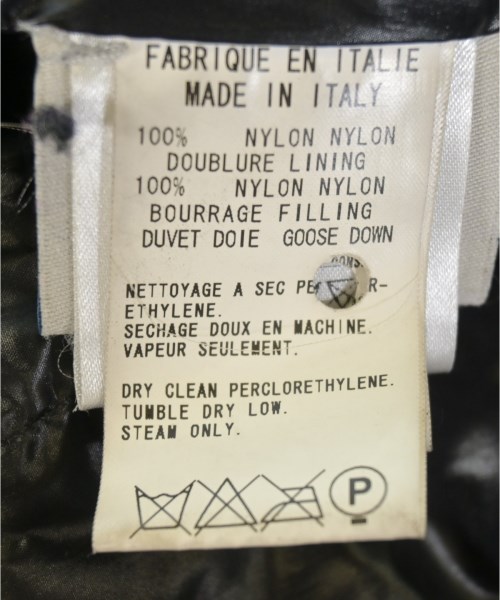 FABRIQUE EN ITALIE
MADE IN ITALY
100% NYLON NYLON
DOUBLURE LINING
100% NYLON NYLON
BOURRAGE FILLING
DUVET DOIE GOOSE DOWN
NETTOYAGE A SEC PE R-
ETHYLENE.
SECHAGE DOUX EN MACHINE.
VAPEUR SEULEMENT.
DRY CLEAN PERCLORETHYLENE.
TUMBLE DRY LOW.
STEAM ONLY.
P